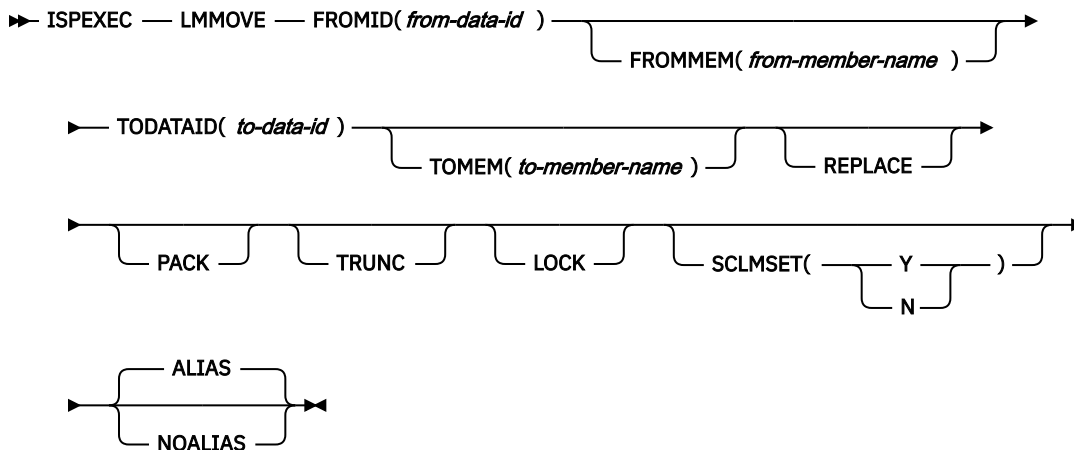 ISPEXEC LMMOVE FROMID( from-data-id )
FROMMEM( from-member-name )
TODATAID( to-data-id )
TOMEM( to-member-name ) REPLACE
PACK TRUNC LOCK SCLMSET( Y )
N
ALIAS
NOALIAS